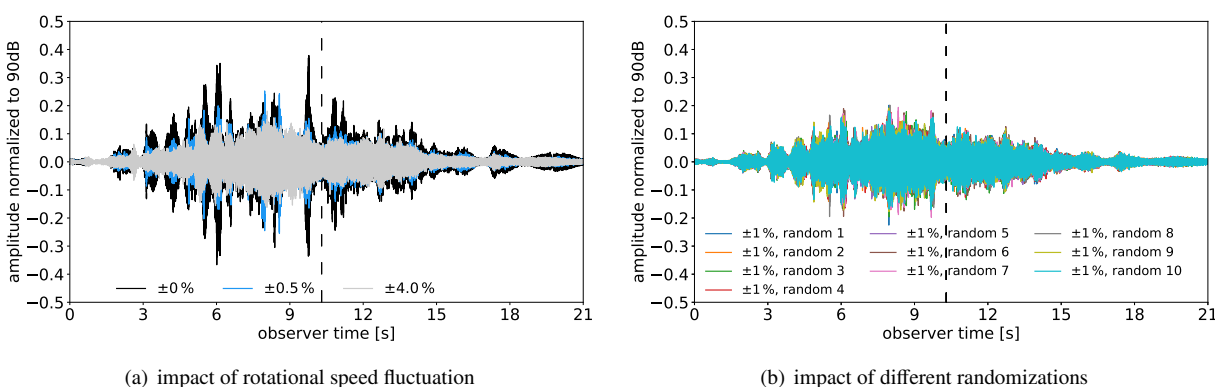 0.5
0.4
0.3
0.2
0.1
0.0
−0.1
−0.2
−0.3
−0.4
−0.5
amplitude normalized to 90dB
±0 % ±0.5 % ±4.0 %
0 3 6 9 12 15 18 21
observer time [s]
(a) impact of rotational speed fluctuation
0.5
0.4
0.3
0.2
0.1
0.0
−0.1
−0.2
−0.3
−0.4
−0.5
amplitude normalized to 90dB
±1 %, random 1 ±1 %, random 5 ±1 %, random 8
±1 %, random 2 ±1 %, random 6 ±1 %, random 9
±1 %, random 3 ±1 %, random 7 ±1 %, random 10
±1 %, random 4
0 3 6 9 12 15 18 21
observer time [s]
(b) impact of different randomizations